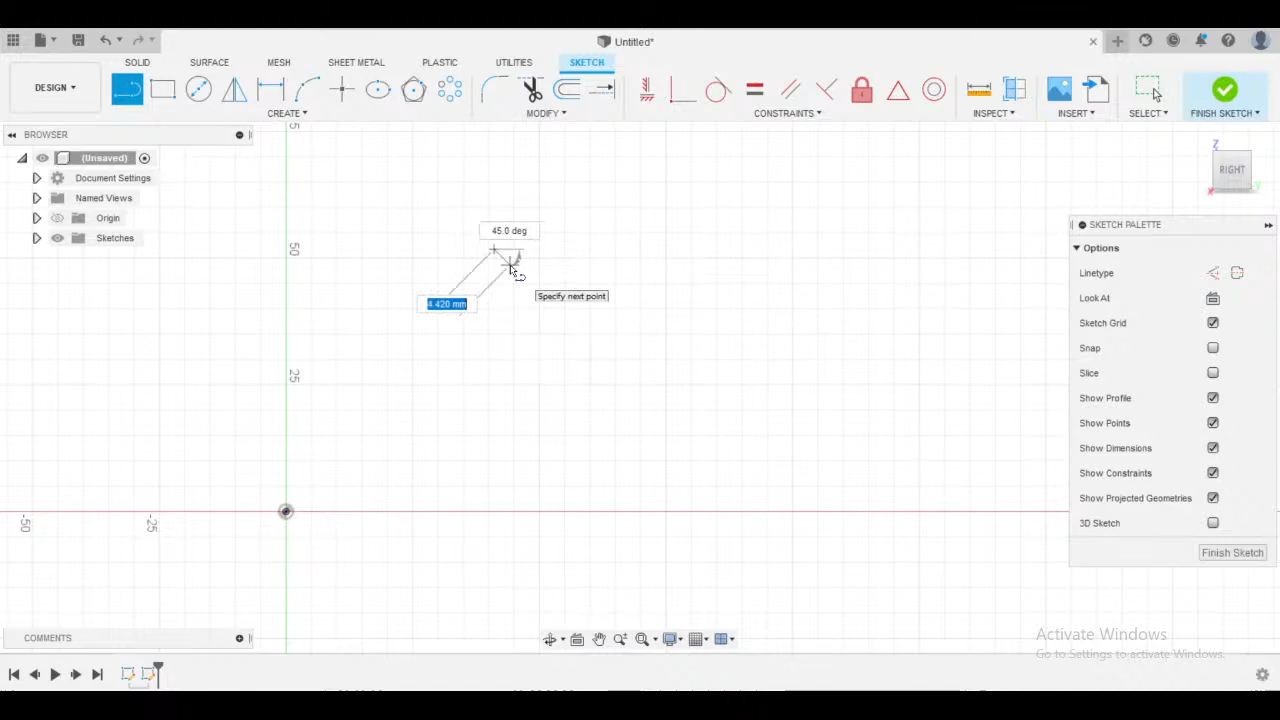 Untitled*
DESIGN
SOLID SURFACE MESH SHEET METAL PLASTIC UTILITIES SKETCH
CREATE MODIFY CONSTRAINTS INSPECT INSERT SELECT FINISH SKETCH
BROWSER
(Unsaved)
Document Settings
Named Views
Origin
Sketches
50
25
-50
-25
45.0 deg
4.420 mm
Specify next point
Z
RIGHT
SKETCH PALETTE
Options
Linetype
Look At
Sketch Grid
Snap
Slice
Show Profile
Show Points
Show Dimensions
Show Constraints
Show Projected Geometries
3D Sketch
Finish Sketch
COMMENTS
Activate Windows
Go to Settings to activate Windows.